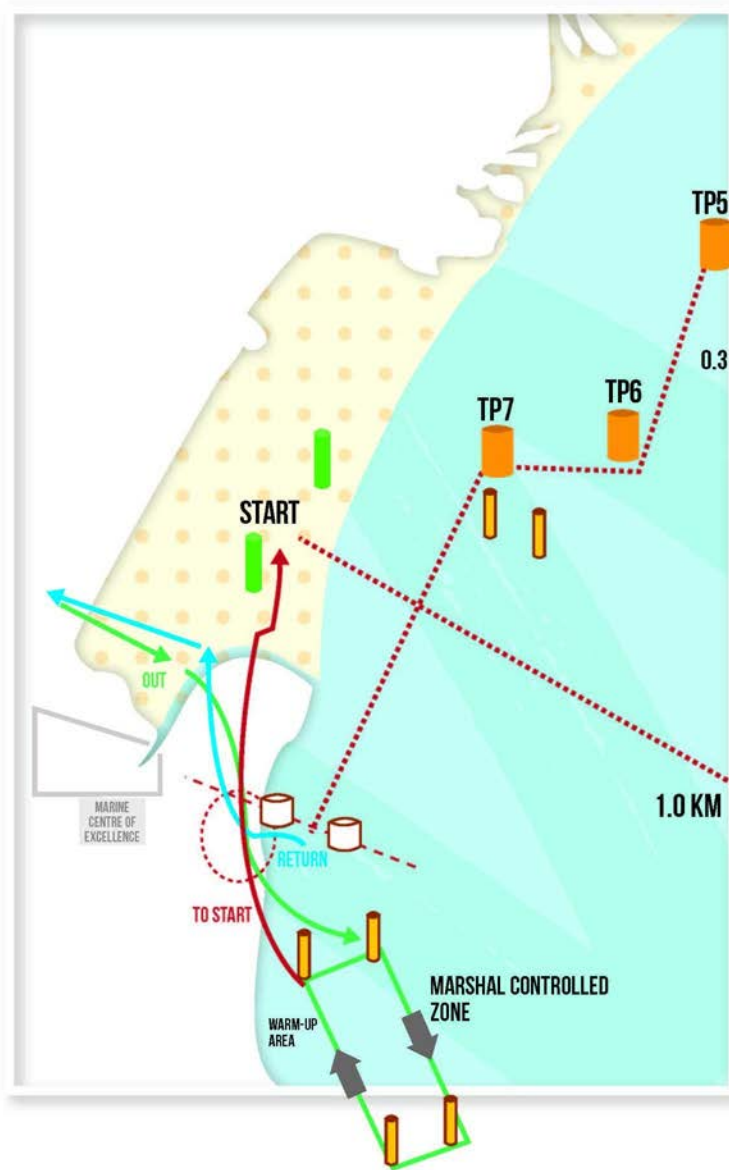 TP5
0.3
TP6
TP7
START
OUT
1.0 KM
MARINE
CENTRE OF
EXCELLENCE
RETURN
TO START
MARSHAL CONTROLLED
ZONE
WARM-UP
AREA